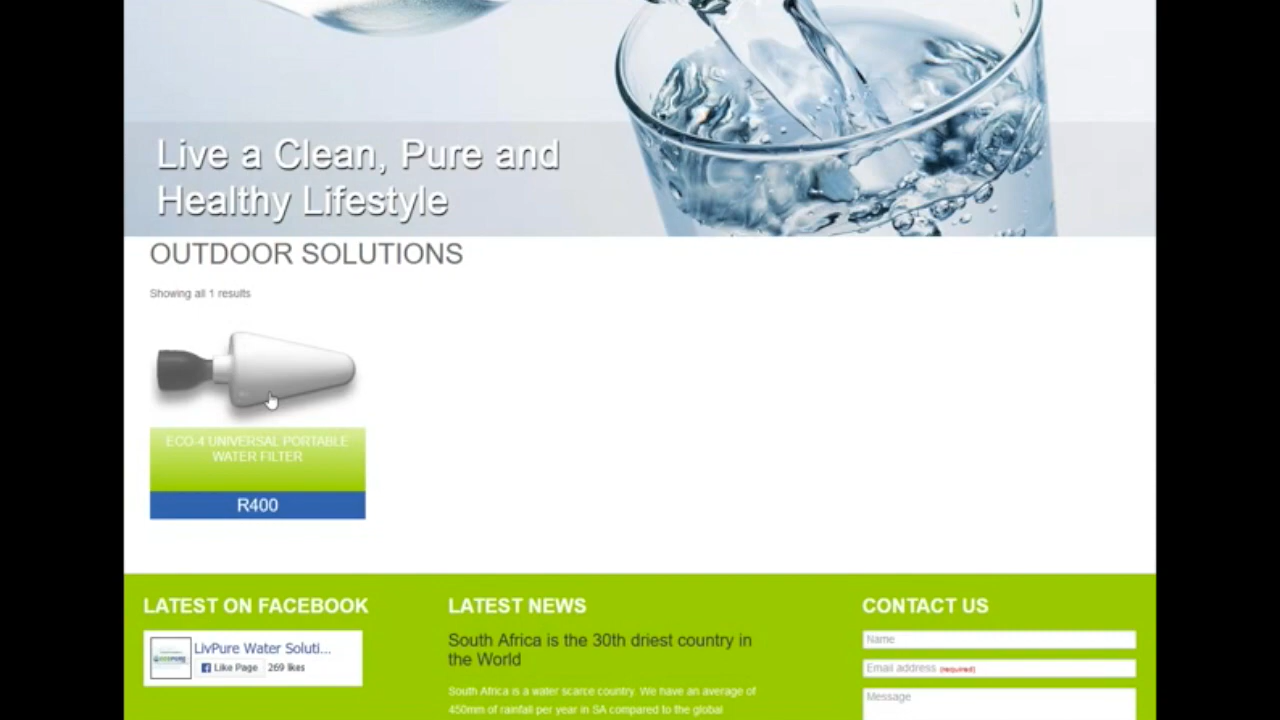 Live a Clean, Pure and
Healthy Lifestyle
OUTDOOR SOLUTIONS
Showing all 1 results
ECO-4 UNIVERSAL PORTABLE
WATER FILTER
R400
LATEST ON FACEBOOK
LivPure Water Soluti...
Like Page
269 likes
LATEST NEWS
South Africa is the 30th driest country in
the World
South Africa is a water scarce country. We have an average of
450mm of rainfall per year in SA compared to the global
CONTACT US
Name
Email address (required)
Message